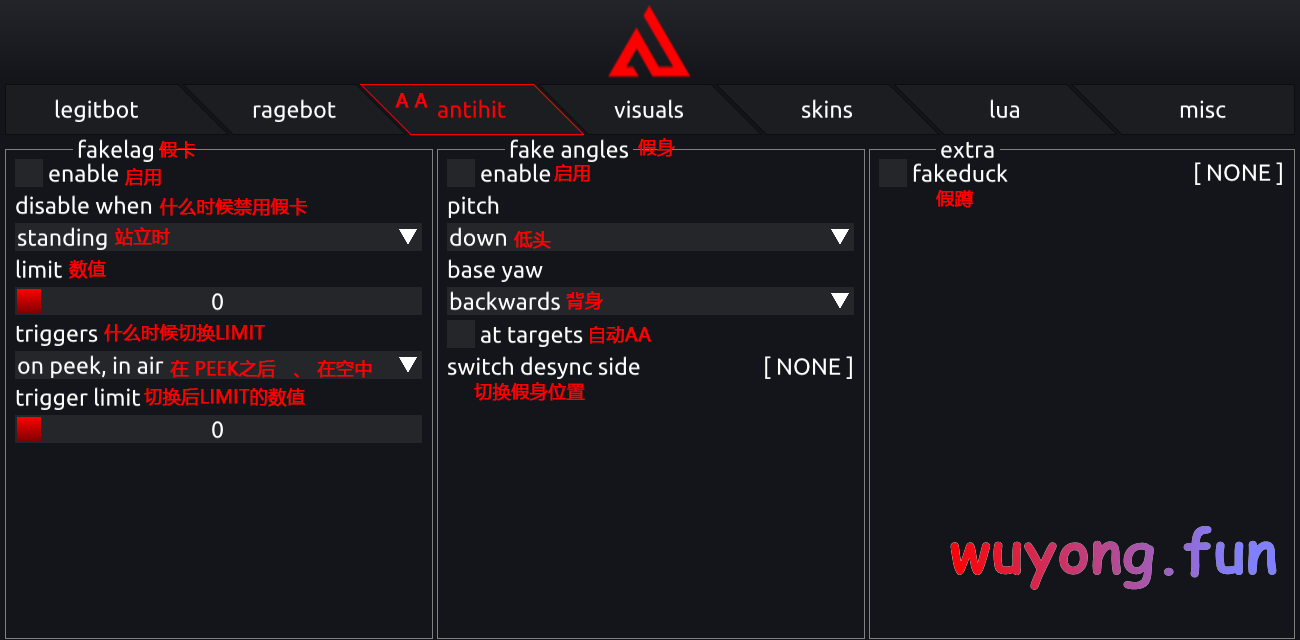 legitbot
ragebot
A A antihit
visuals
skins
lua
misc
fakelag 假卡
enable 启用
disable when 什么时候禁用假卡
standing 站立时
limit 数值
0
triggers 什么时候切换LIMIT
on peek, in air 在 PEEK之后 、 在空中
trigger limit 切换后LIMIT的数值
0
fake angles 假身
enable 启用
pitch
down 低头
base yaw
backwards 背身
at targets 自动AA
switch desync side [ NONE ]
切换假身位置
extra
fakeduck [ NONE ]
假蹲
wuyong.fun